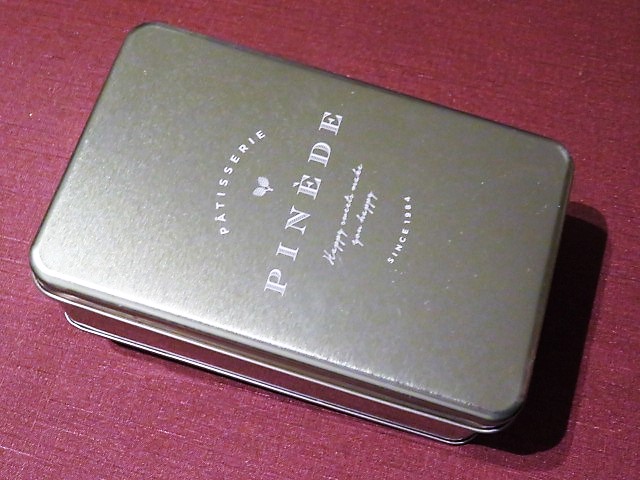 PÂTISSERIE
PINÈDE
Happy sweets make
you happy
SINCE 1984